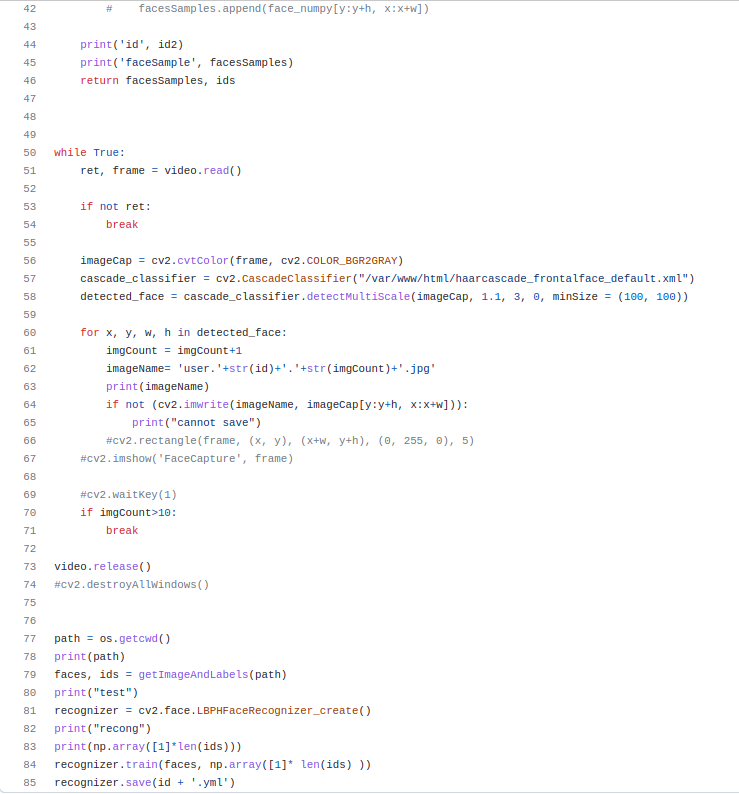 42         #    facesSamples.append(face_numpy[y:y+h, x:x+w])
43
44     print('id', id2)
45     print('faceSample', facesSamples)
46     return facesSamples, ids
47
48
49
50 while True:
51     ret, frame = video.read()
52
53     if not ret:
54         break
55
56     imageCap = cv2.cvtColor(frame, cv2.COLOR_BGR2GRAY)
57     cascade_classifier = cv2.CascadeClassifier("/var/www/html/haarcascade_frontalface_default.xml")
58     detected_face = cascade_classifier.detectMultiScale(imageCap, 1.1, 3, 0, minSize = (100, 100))
59
60     for x, y, w, h in detected_face:
61         imgCount = imgCount+1
62         imageName= 'user.'+str(id)+'.'+str(imgCount)+'.jpg'
63         print(imageName)
64         if not (cv2.imwrite(imageName, imageCap[y:y+h, x:x+w])):
65             print("cannot save")
66         #cv2.rectangle(frame, (x, y), (x+w, y+h), (0, 255, 0), 5)
67     #cv2.imshow('FaceCapture', frame)
68
69     #cv2.waitKey(1)
70     if imgCount>10:
71         break
72
73 video.release()
74 #cv2.destroyAllWindows()
75
76
77 path = os.getcwd()
78 print(path)
79 faces, ids = getImageAndLabels(path)
80 print("test")
81 recognizer = cv2.face.LBPHFaceRecognizer_create()
82 print("recong")
83 print(np.array([1]*len(ids)))
84 recognizer.train(faces, np.array([1]* len(ids) ))
85 recognizer.save(id + '.yml')